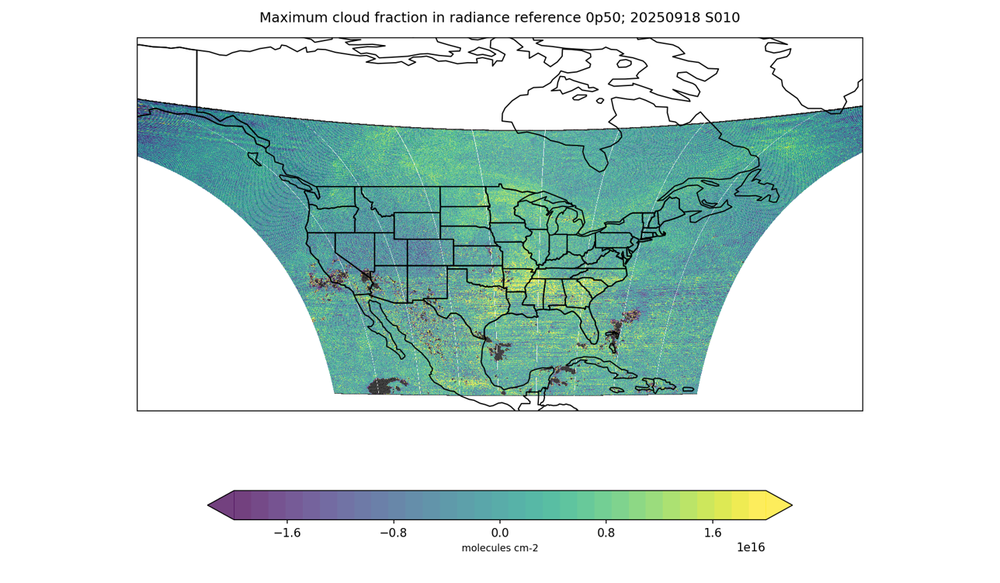 Maximum cloud fraction in radiance reference 0p50; 20250918 S010
−1.6 −0.8 0.0 0.8 1.6
1e16
molecules cm-2